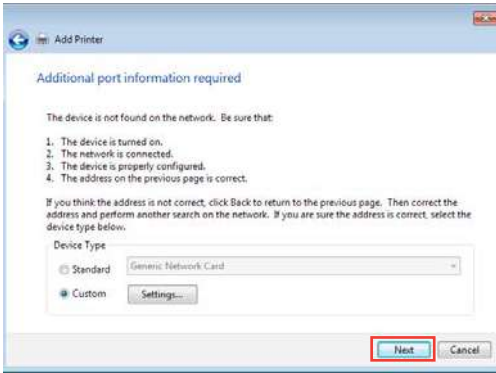 Add Printer
Additional port information required
The device is not found on the network. Be sure that:
1. The device is turned on.
2. The network is connected.
3. The device is properly configured.
4. The address on the previous page is correct.
If you think the address is not correct, click Back to return to the previous page. Then correct the
address and perform another search on the network. If you are sure the address is correct, select the
device type below.
Device Type
Standard
Generic Network Card
Custom
Settings...
Next
Cancel